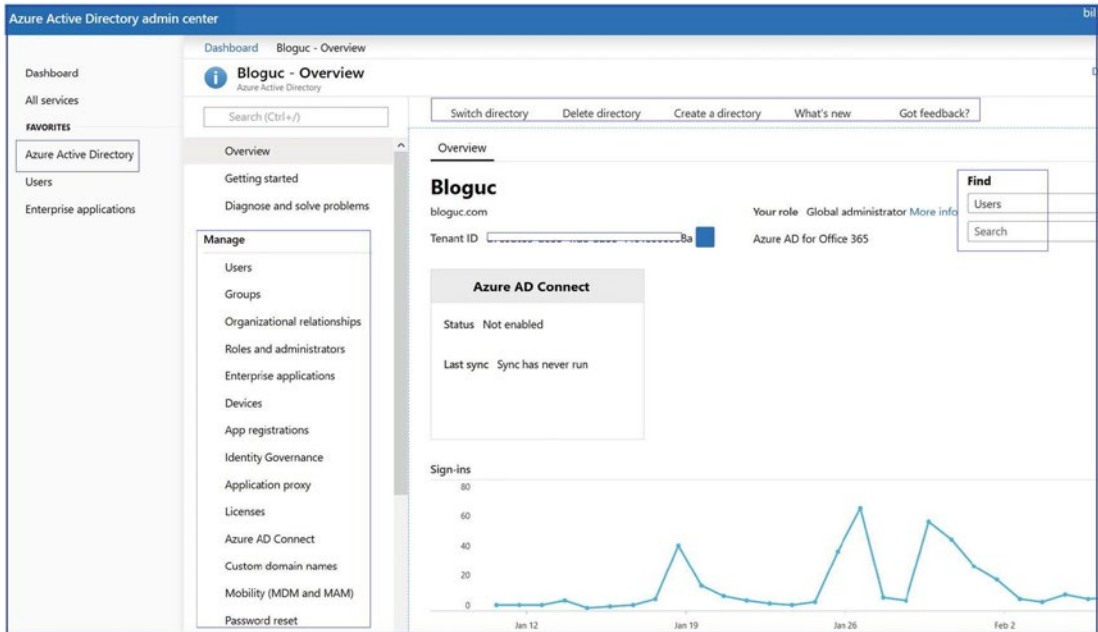 Azure Active Directory admin center
bil
Dashboard Bloguc - Overview
Dashboard
All services
FAVORITES
Azure Active Directory
Users
Enterprise applications
Bloguc - Overview
Azure Active Directory
Search (Ctrl+/)
Overview
Getting started
Diagnose and solve problems
Manage
Users
Groups
Organizational relationships
Roles and administrators
Enterprise applications
Devices
App registrations
Identity Governance
Application proxy
Licenses
Azure AD Connect
Custom domain names
Mobility (MDM and MAM)
Password reset
Switch directory Delete directory Create a directory What's new Got feedback?
Overview
Bloguc
bloguc.com
Your role Global administrator More info
Tenant ID 8a
Azure AD for Office 365
Find
Users
Search
Azure AD Connect
Status Not enabled
Last sync Sync has never run
Sign-ins
80
60
40
20
0
Jan 12 Jan 19 Jan 26 Feb 2